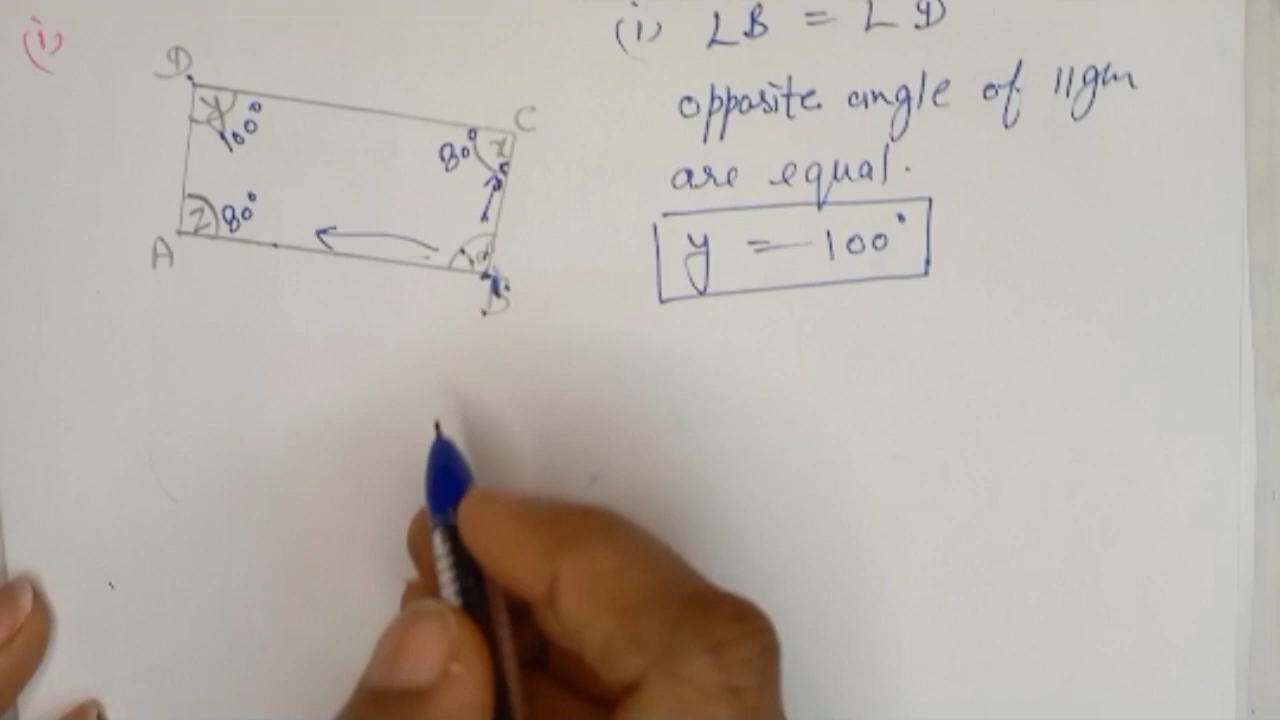 (i)
(i) ∠B = ∠D
opposite angle of ||gm
are equal.
y = 100°
D
y
100°
C
80°
x
A
z
80°
B